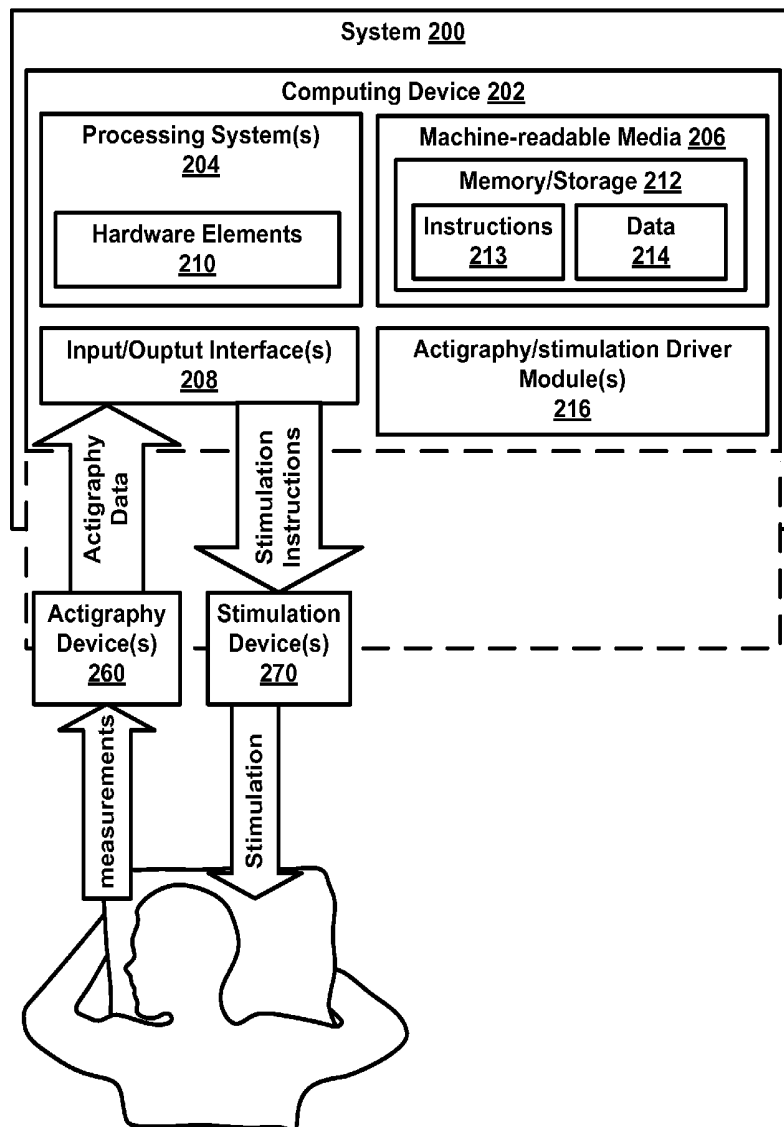 System 200
Computing Device 202
Processing System(s)
204
Hardware Elements
210
Machine-readable Media 206
Memory/Storage 212
Instructions
213
Data
214
Input/Ouptut Interface(s)
208
Actigraphy/stimulation Driver
Module(s)
216
Actigraphy
Data
Stimulation
Instructions
Actigraphy
Device(s)
260
Stimulation
Device(s)
270
measurements
Stimulation